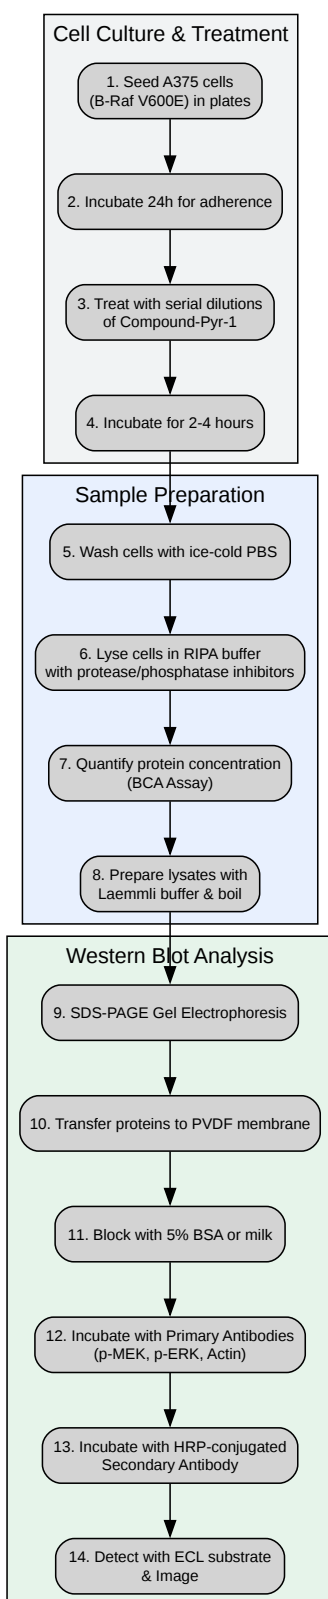 Cell Culture & Treatment
1. Seed A375 cells
(B-Raf V600E) in plates
2. Incubate 24h for adherence
3. Treat with serial dilutions
of Compound-Pyr-1
4. Incubate for 2-4 hours
Sample Preparation
5. Wash cells with ice-cold PBS
6. Lyse cells in RIPA buffer
with protease/phosphatase inhibitors
7. Quantify protein concentration
(BCA Assay)
8. Prepare lysates with
Laemmli buffer & boil
Western Blot Analysis
9. SDS-PAGE Gel Electrophoresis
10. Transfer proteins to PVDF membrane
11. Block with 5% BSA or milk
12. Incubate with Primary Antibodies
(p-MEK, p-ERK, Actin)
13. Incubate with HRP-conjugated
Secondary Antibody
14. Detect with ECL substrate
& Image